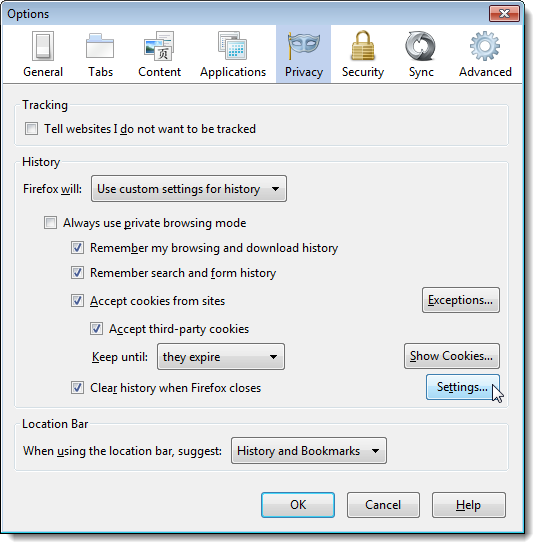 Options
General Tabs Content Applications Privacy Security Sync Advanced
Tracking
Tell websites I do not want to be tracked
History
Firefox will: Use custom settings for history
Always use private browsing mode
Remember my browsing and download history
Remember search and form history
Accept cookies from sites Exceptions...
Accept third-party cookies
Keep until: they expire Show Cookies...
Clear history when Firefox closes Settings...
Location Bar
When using the location bar, suggest: History and Bookmarks
OK Cancel Help